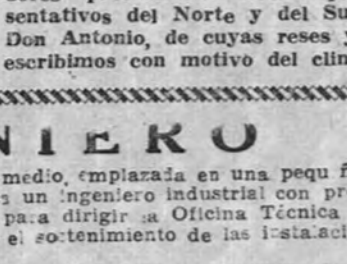 sentativos del Norte y del Su
Don Antonio, de cuyas reses y
escribimos con motivo del clin
NIERO
medio, emplazada en una pequ ñ
s un ingeniero industrial con pr
para dirigir la Oficina Técnica
el sostenimiento de las instalaci